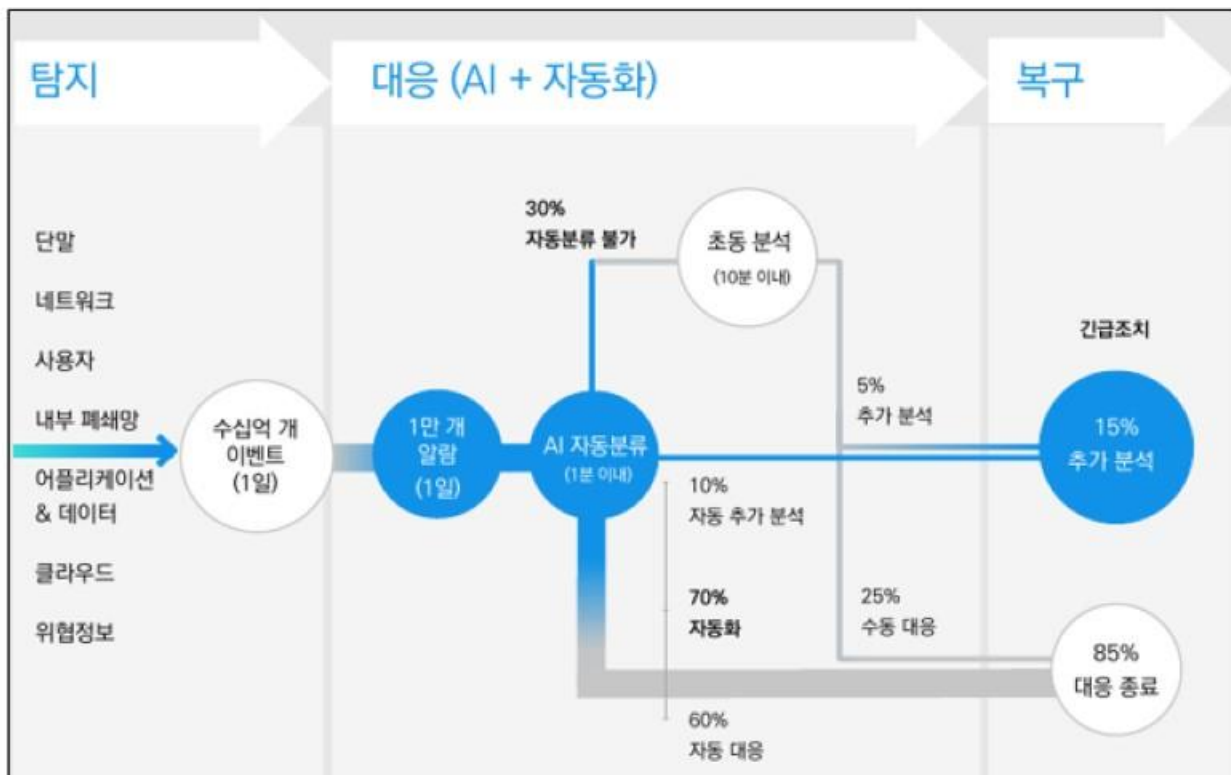 탐지
대응 (AI + 자동화)
복구
단말
네트워크
사용자
내부 폐쇄망
어플리케이션
& 데이터
클라우드
위협정보
수십억 개
이벤트
(1일)
1만 개
알람
(1일)
AI 자동분류
(1분 이내)
30%
자동분류 불가
초동 분석
(10분 이내)
10%
자동 추가 분석
70%
자동화
60%
자동 대응
5%
추가 분석
25%
수동 대응
긴급조치
15%
추가 분석
85%
대응 종료